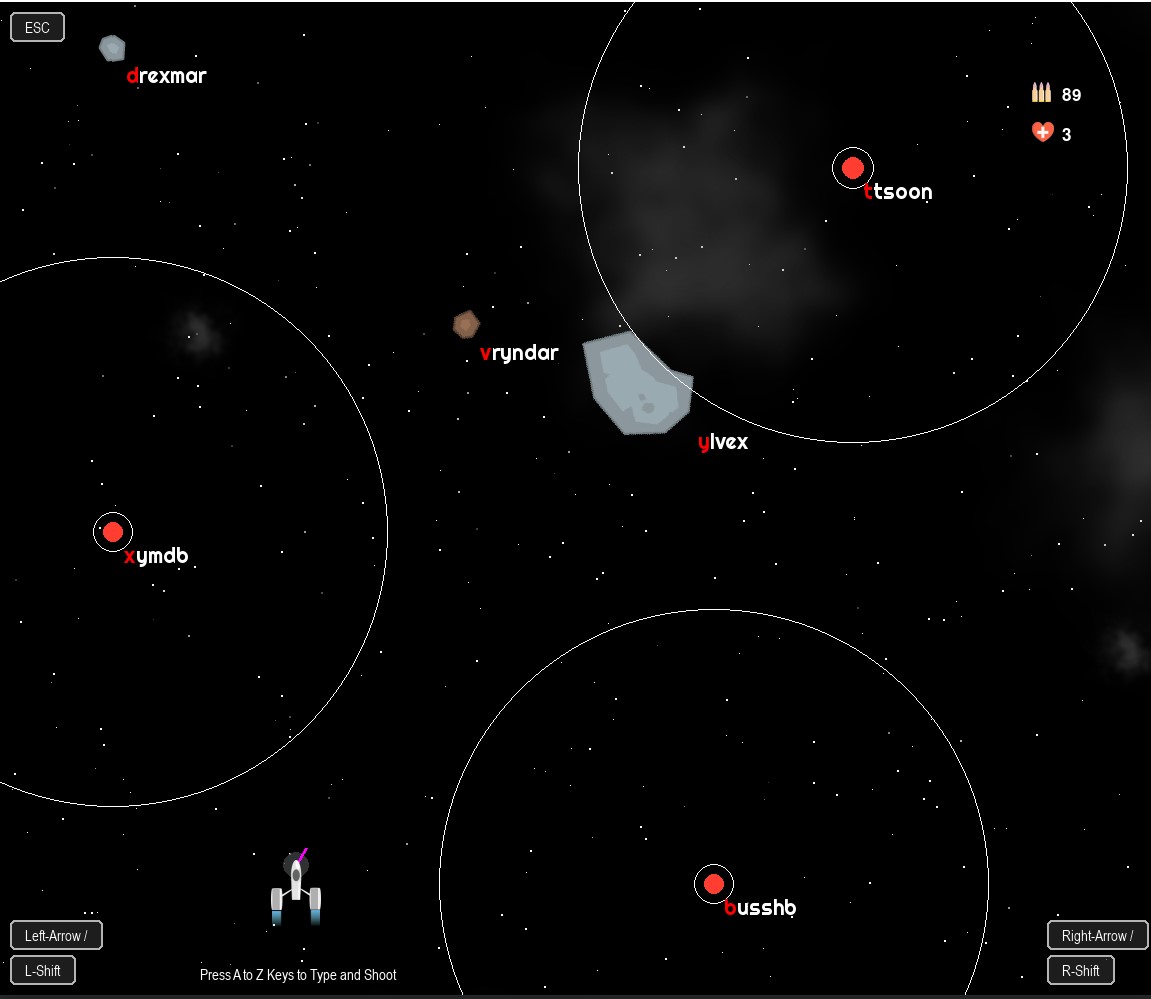 ESC
drexmar
89
3
ttsoon
vryndar
ylvex
xymdb
busshb
Left-Arrow /
L-Shift
Press A to Z Keys to Type and Shoot
Right-Arrow /
R-Shift